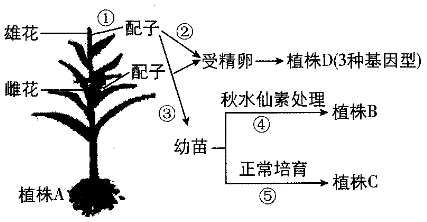 雄花 ① 配子 ②
受精卵 → 植株D(3种基因型)
雌花 配子
③ 秋水仙素处理 植株B
④
幼苗
正常培育 植株C
⑤
植株A